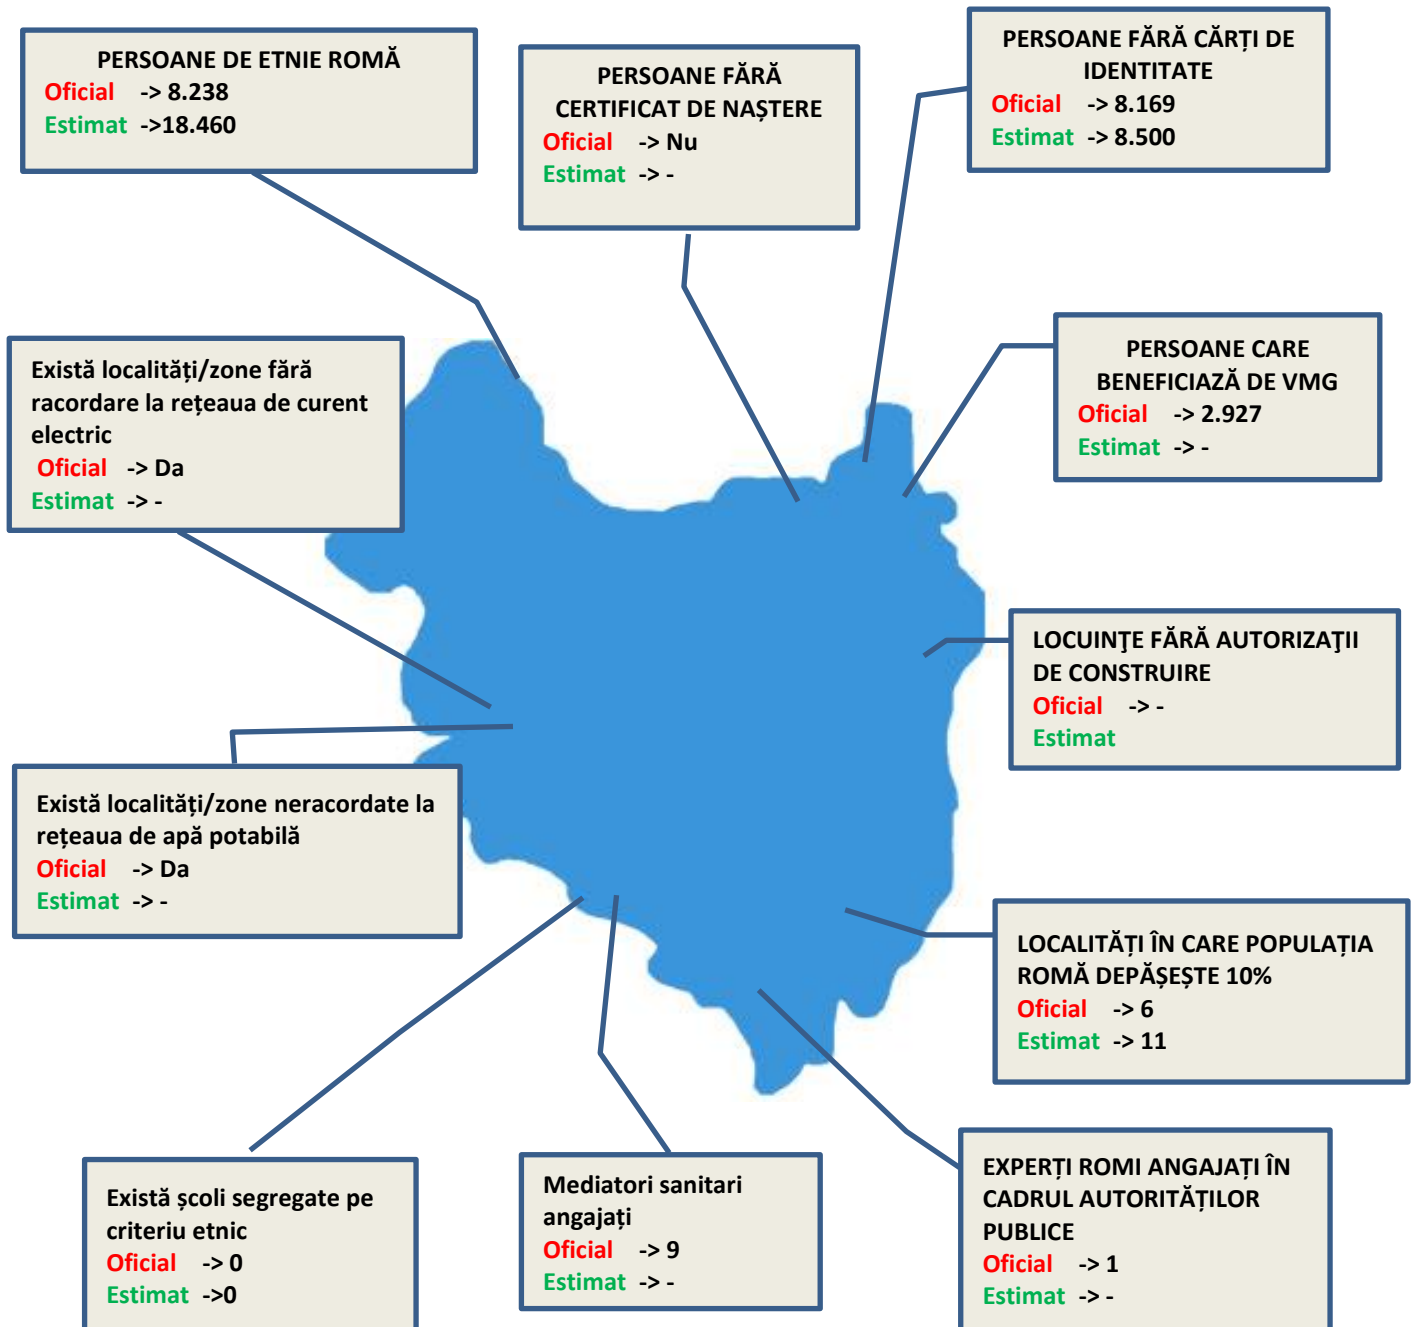 PERSOANE DE ETNIE ROMĂ
Oficial -> 8.238
Estimat ->18.460
PERSOANE FĂRĂ
CERTIFICAT DE NAȘTERE
Oficial -> Nu
Estimat -> -
PERSOANE FĂRĂ CĂRȚI DE
IDENTITATE
Oficial -> 8.169
Estimat -> 8.500
Există localități/zone fără
racordare la rețeaua de curent
electric
Oficial -> Da
Estimat -> -
PERSOANE CARE
BENEFICIAZĂ DE VMG
Oficial -> 2.927
Estimat -> -
LOCUINŢE FĂRĂ AUTORIZAŢII
DE CONSTRUIRE
Oficial -> -
Estimat
Există localități/zone neracordate la
rețeaua de apă potabilă
Oficial -> Da
Estimat -> -
LOCALITĂȚI ÎN CARE POPULAȚIA
ROMĂ DEPĂȘEȘTE 10%
Oficial -> 6
Estimat -> 11
Există școli segregate pe
criteriu etnic
Oficial -> 0
Estimat ->0
Mediatori sanitari
angajați
Oficial -> 9
Estimat -> -
EXPERȚI ROMI ANGAJAȚI ÎN
CADRUL AUTORITĂȚILOR
PUBLICE
Oficial -> 1
Estimat -> -